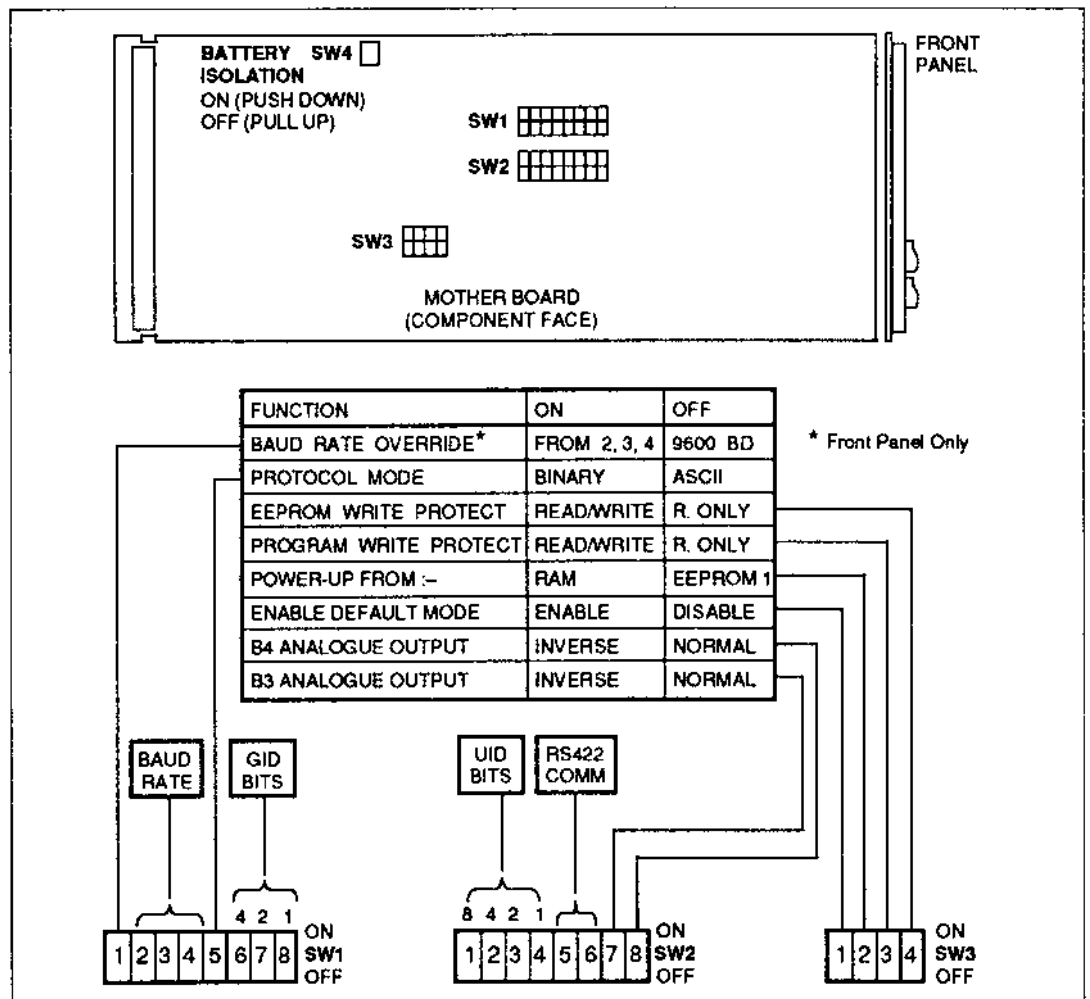 BATTERY SW4
ISOLATION
ON (PUSH DOWN)
OFF (PULL UP)
FRONT
PANEL
SW1
SW2
SW3
MOTHER BOARD
(COMPONENT FACE)
FUNCTION ON OFF
BAUD RATE OVERRIDE* FROM 2, 3, 4 9600 BD
* Front Panel Only
PROTOCOL MODE BINARY ASCII
EEPROM WRITE PROTECT READ/WRITE R. ONLY
PROGRAM WRITE PROTECT READ/WRITE R. ONLY
POWER-UP FROM :– RAM EEPROM 1
ENABLE DEFAULT MODE ENABLE DISABLE
B4 ANALOGUE OUTPUT INVERSE NORMAL
B3 ANALOGUE OUTPUT INVERSE NORMAL
BAUD
RATE
GID
BITS
UID
BITS
RS422
COMM
4 2 1
8 4 2 1
1 2 3 4 5 6 7 8
ON
SW1
OFF
1 2 3 4 5 6 7 8
ON
SW2
OFF
1 2 3 4
ON
SW3
OFF